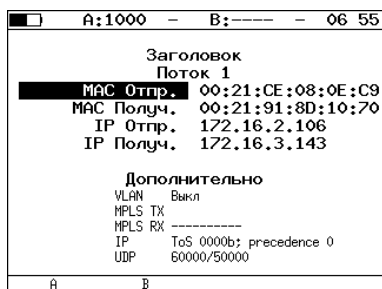 A:1000 – B:---- – 06 55
Заголовок
Поток 1
MAC Отпр. 00:21:CE:08:0E:C9
MAC Получ. 00:21:91:8D:10:70
IP Отпр. 172.16.2.106
IP Получ. 172.16.3.143
Дополнительно
VLAN Выкл
MPLS TX
MPLS RX ----------
IP ToS 0000b; precedence 0
UDP 60000/50000
A B